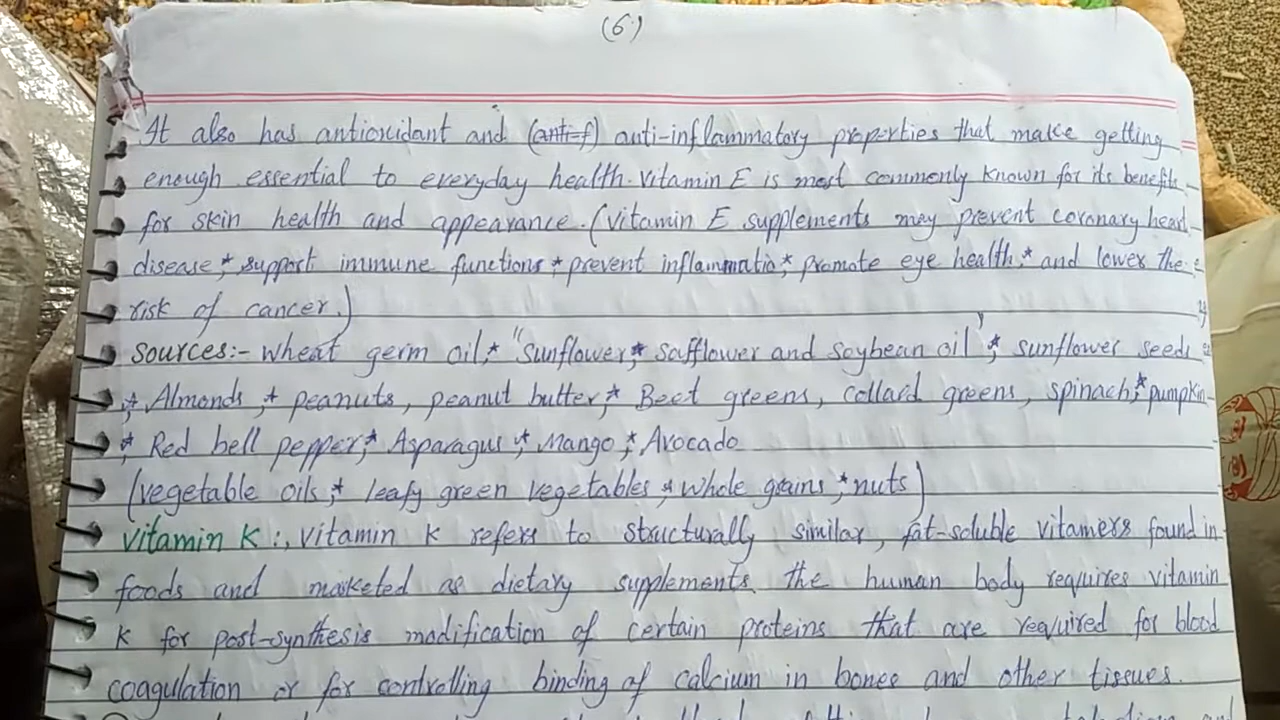 (6)
It also has antioxidant and (anti-f) anti-inflammatory properties that make getting
enough essential to everyday health. Vitamin E is most commonly known for its benefits
for skin health and appearance. (Vitamin E supplements may prevent coronary heart
disease,* support immune functions * prevent inflammatio,* promote eye health,* and lower the
risk of cancer.)
Sources:- wheat germ oil,* "sunflower,* safflower and soybean oil",* sunflower seeds
,* Almonds ,* peanuts, peanut butter,* Beet greens, collard greens, spinach,* pumpkin
,* Red bell pepper,* Asparagus ,* Mango ,* Avocado
(vegetable oils ,* leafy green vegetables ,* whole grains ,* nuts)
Vitamin K:, Vitamin K refers to structurally similar, fat-soluble vitamers found in
foods and marketed as dietary supplements. the human body requires vitamin
K for post-synthesis modification of certain proteins that are required for blood
coagulation or for controlling binding of calcium in bones and other tissues.